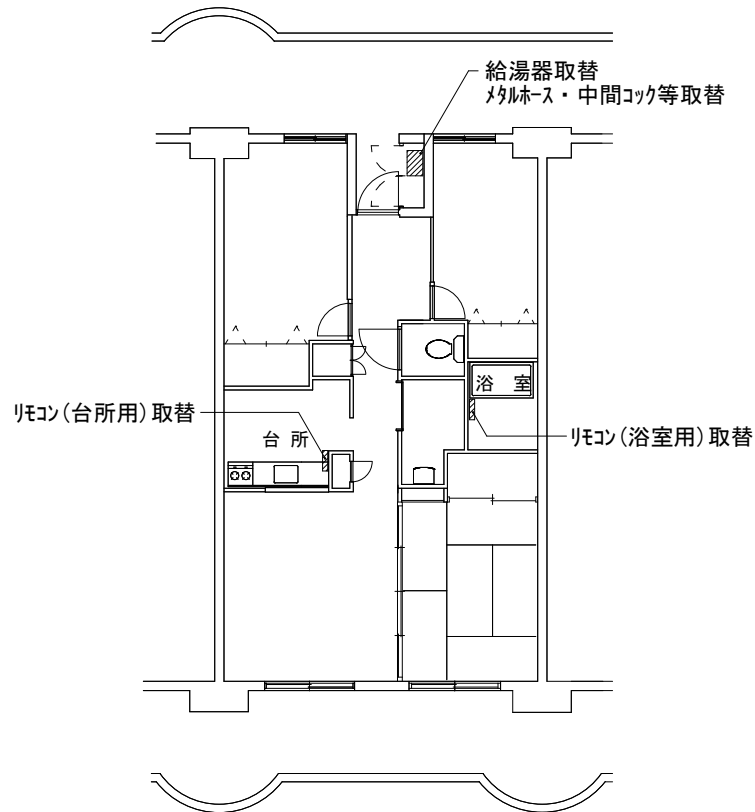 給湯器取替
ﾒﾀﾙﾎｰｽ・中間ｺｯｸ等取替
浴 室
ﾘﾓｺﾝ(台所用)取替
台 所
ﾘﾓｺﾝ(浴室用)取替